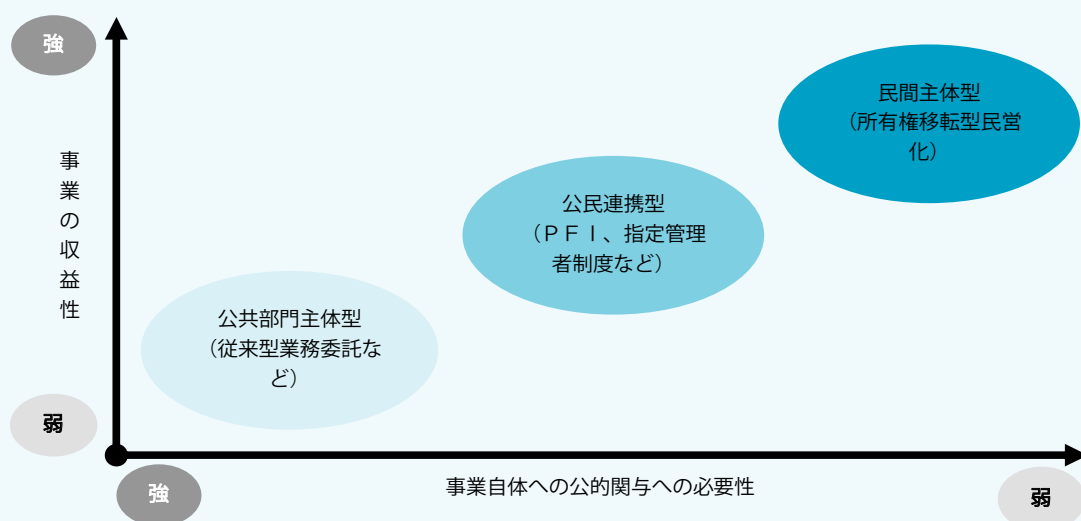 強
民間主体型
（所有権移転型民営
化）
事業の収益性
公民連携型
（ＰＦＩ、指定管理
者制度など）
公共部門主体型
（従来型業務委託な
ど）
弱
強
事業自体への公的関与への必要性
弱